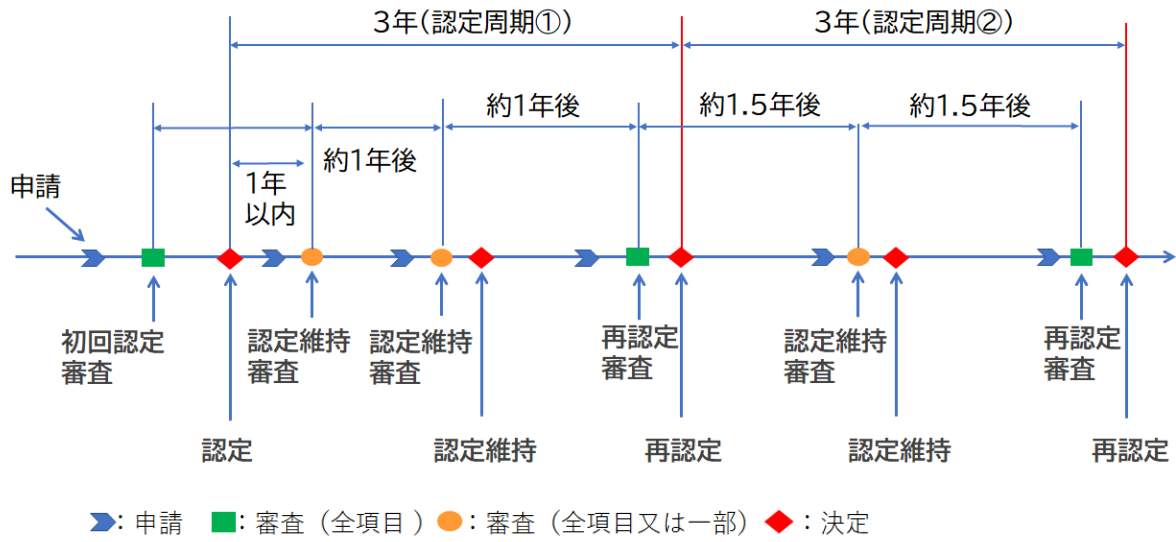 3年(認定周期①)
3年(認定周期②)
約1年後
約1.5年後
約1.5年後
約1年後
1年
以内
申請
初回認定
審査
認定維持
審査
認定維持
審査
再認定
審査
認定維持
審査
再認定
審査
認定
認定維持
再認定
認定維持
再認定
：申請
：審査（全項目）
：審査（全項目又は一部）
：決定